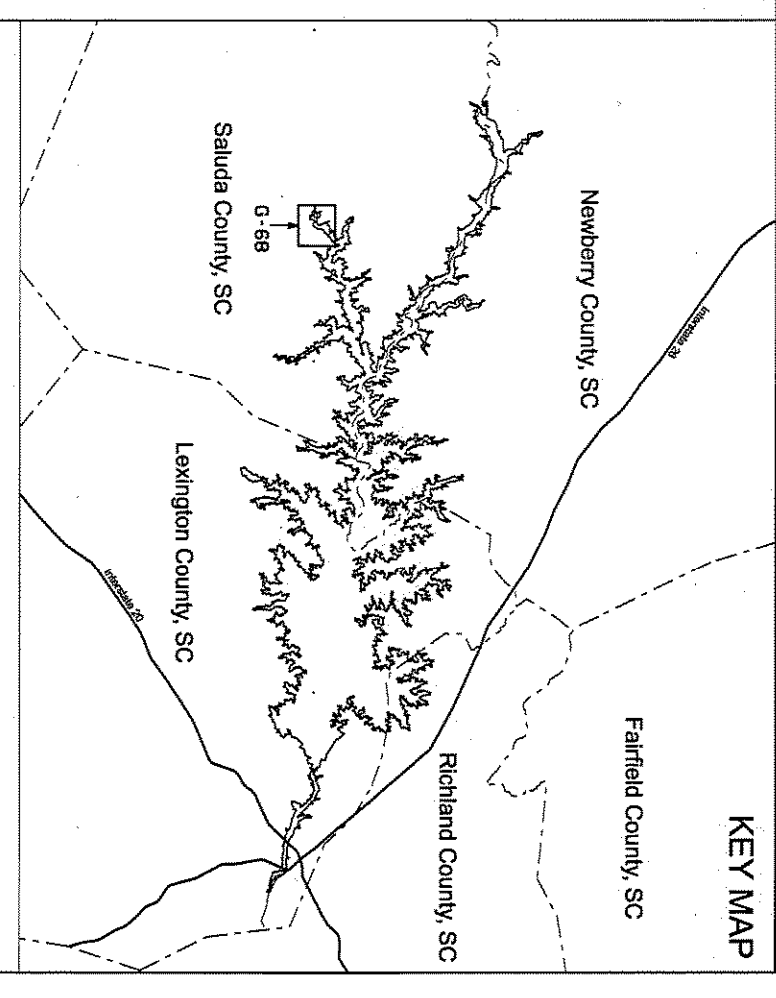 KEY MAP
Fairfield County, SC
Newberry County, SC
Interstate 20
Richland County, SC
Saluda County, SC
G-68
Lexington County, SC
Interstate 20